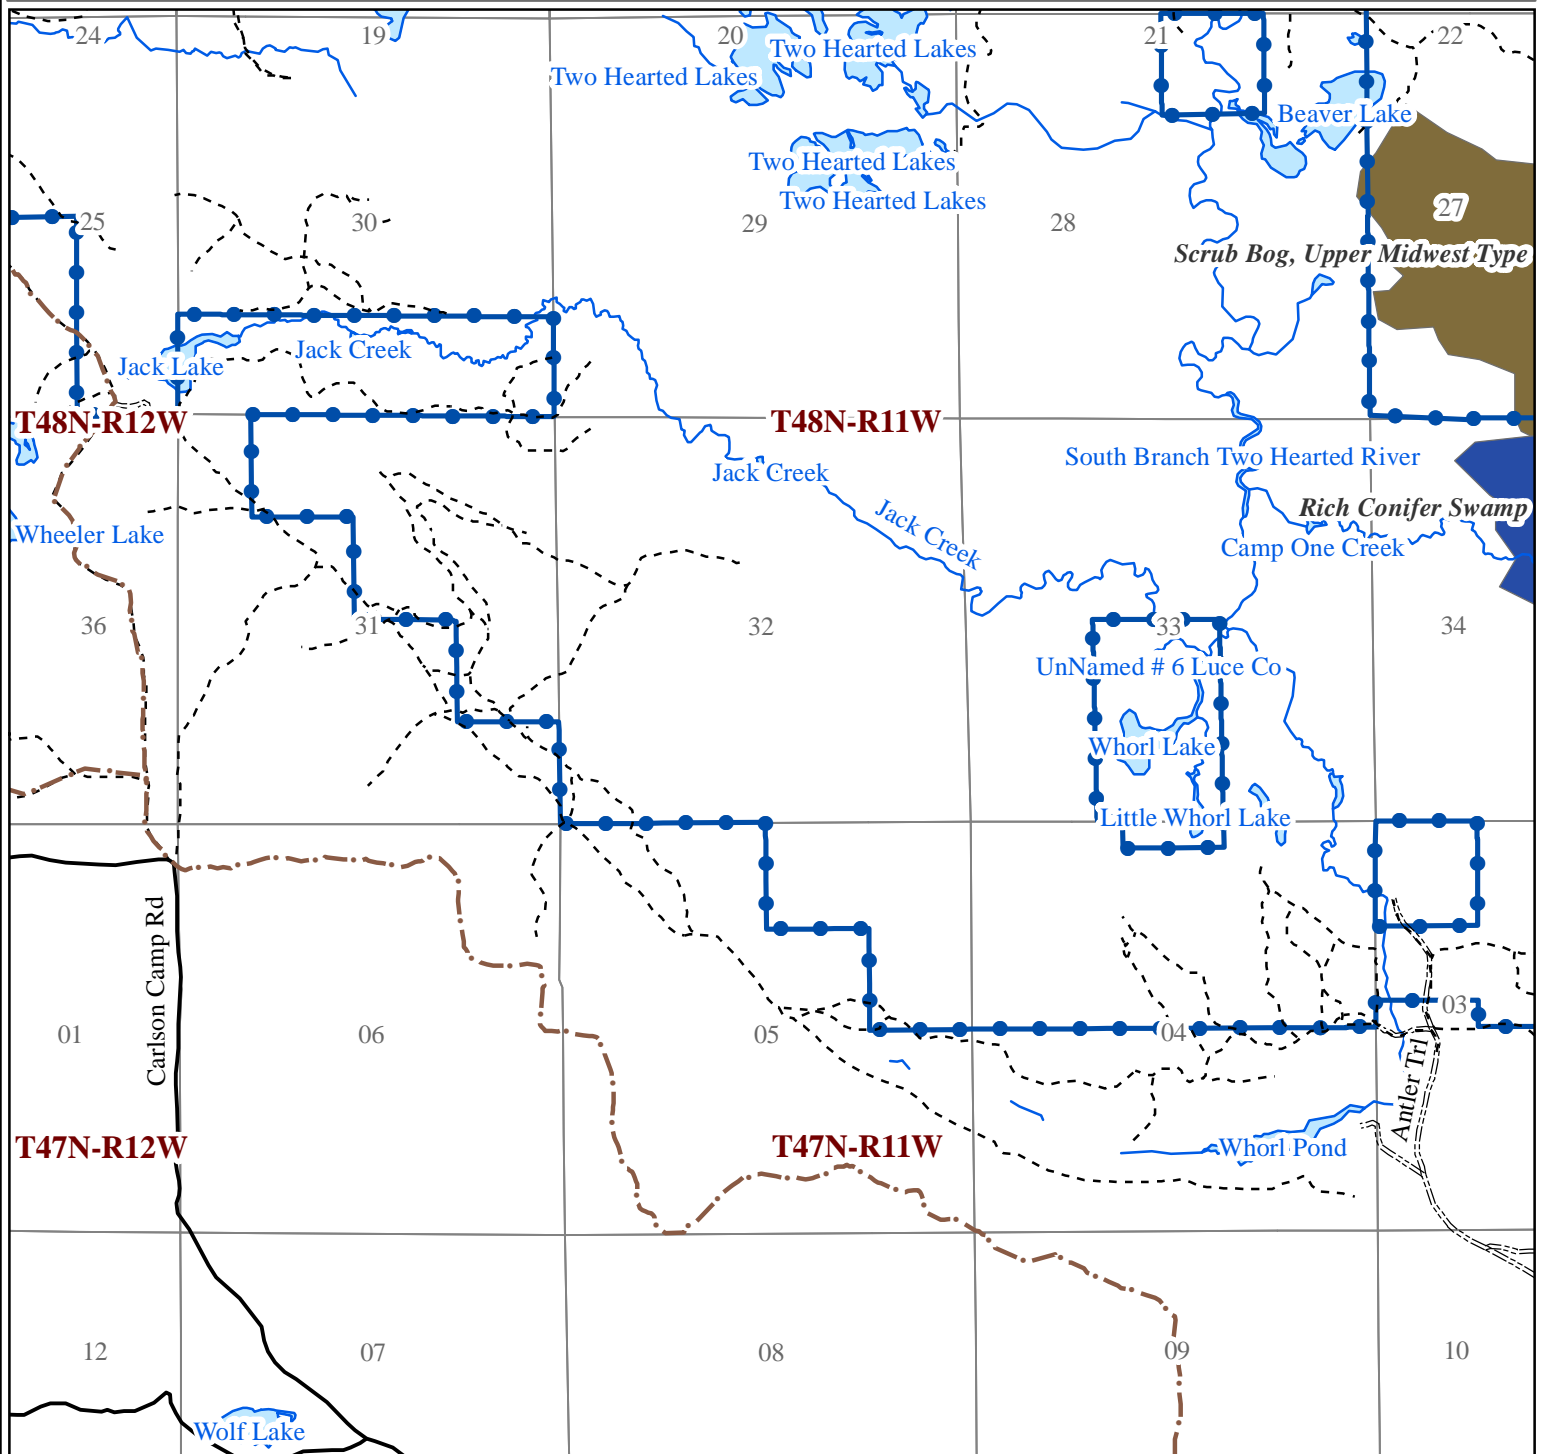 24
19
20
Two Hearted Lakes
21
22
Two Hearted Lakes
Beaver Lake
Two Hearted Lakes
Two Hearted Lakes
27
25
30
29
28
Scrub Bog, Upper Midwest Type
Jack Creek
Jack Lake
T48N-R12W
T48N-R11W
South Branch Two Hearted River
Jack Creek
Rich Conifer Swamp
Jack Creek
Wheeler Lake
Camp One Creek
36
31
32
33
34
UnNamed # 6 Luce Co
Whorl Lake
Little Whorl Lake
Carlson Camp Rd
03
01
06
05
04
Antler Trl
T47N-R12W
T47N-R11W
Whorl Pond
12
07
08
09
10
Wolf Lake